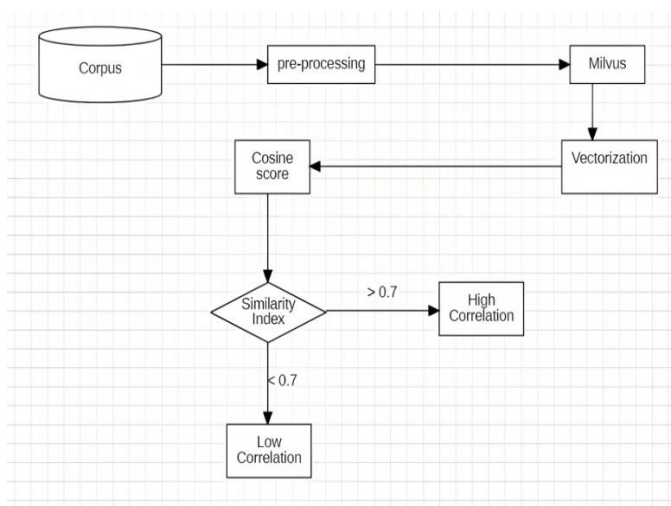 Corpus
pre-processing
Milvus
Cosine
score
Vectorization
Similarity
Index
> 0.7
High
Correlation
< 0.7
Low
Correlation